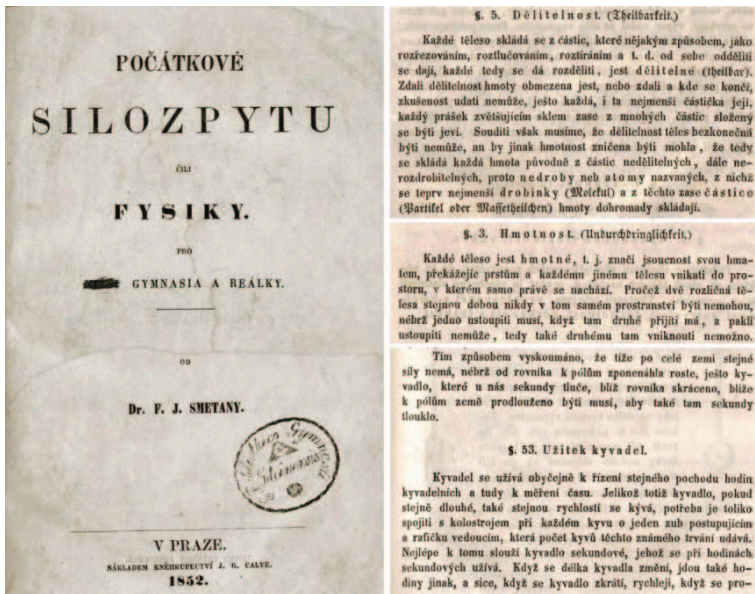 POČÁTKOVÉ
SILOZPYTU
ČILI
FYSIKY.
PRO
GYMNASIA A REÁLKY.
OD
Dr. F. J. SMETANY.
V PRAZE.
NÁKLADEM KNĚHKUPECTVÍ J. G. CALVE.
1852.
§. 5. Dělitelnost. (Theilbarkeit.)
Každé těleso skládá se z částic, které nějakým způsobem, jako
rozřezováním, roztlučováním, roztíráním a t. d. od sebe odděliti
se dají, každé tedy se dá rozděliti, jest dělitelné (theilbar).
Zdali dělitelnost hmoty obmezena jest, nebo zdali a kde se končí,
zkušenost udati nemůže, ješto každá, i ta nejmenší částička její,
každý prášek zvětšujícím sklem zase z mnohých částic složený
se býti jeví. Souditi však musíme, že dělitelnost těles bezkonečná
býti nemůže, an by jinak hmotnost zničena býti mohla, že tedy
se skládá každá hmota původně z částic nedělitelných, dále ne-
rozdrobitelných, proto nedroby neb atomy nazvaných, z nichž
se teprv nejmenší drobinky (Molekul) a z těchto zase částice
(Partikel oder Massetheilchen) hmoty dohromady skládají.
§. 3. Hmotnost. (Undurchdringlichkeit.)
Každé těleso jest hmotné, t. j. značí jsoucnost svou hma-
tem, překážejíc prstům a každému jinému tělesu vnikati do pro-
storu, v kterém samo právě se nachází. Pročež dvě rozličná tě-
lesa stejnou dobou nikdy v tom samém prostranství býti nemohou,
nébrž jedno ustoupiti musí, když tam druhé přijíti má, a pakli
ustoupiti nemůže, tedy také druhému tam vniknouti nemožno.
Tím způsobem vyskoumáno, že tíže po celé zemi stejné
síly nemá, nébrž od rovníka k pólům zponenáhla roste, ješto ky-
vadlo, které u nás sekundy tluče, blíž rovníka skráceno, blíže
k pólům země prodlouženo býti musí, aby také tam sekundy
tlouklo.
§. 53. Užitek kyvadel.
Kyvadel se užívá obyčejně k řízení stejného pochodu hodin
kyvadelních a tudy k měření času. Jelikož totiž kyvadlo, pokud
stejně dlouhé, také stejnou rychlostí se kývá, potřeba je toliko
spojiti s kolostrojem při každém kyvu o jeden zub postupujícím
a rafičku vedoucím, která počet kyvů těchto známého trvání udává.
Nejlépe k tomu slouží kyvadlo sekundové, jehož se při hodinách
sekundových užívá. Když se délka kyvadla změní, jdou také ho-
diny jinak, a sice, když se kyvadlo zkrátí, rychleji, když se pro-